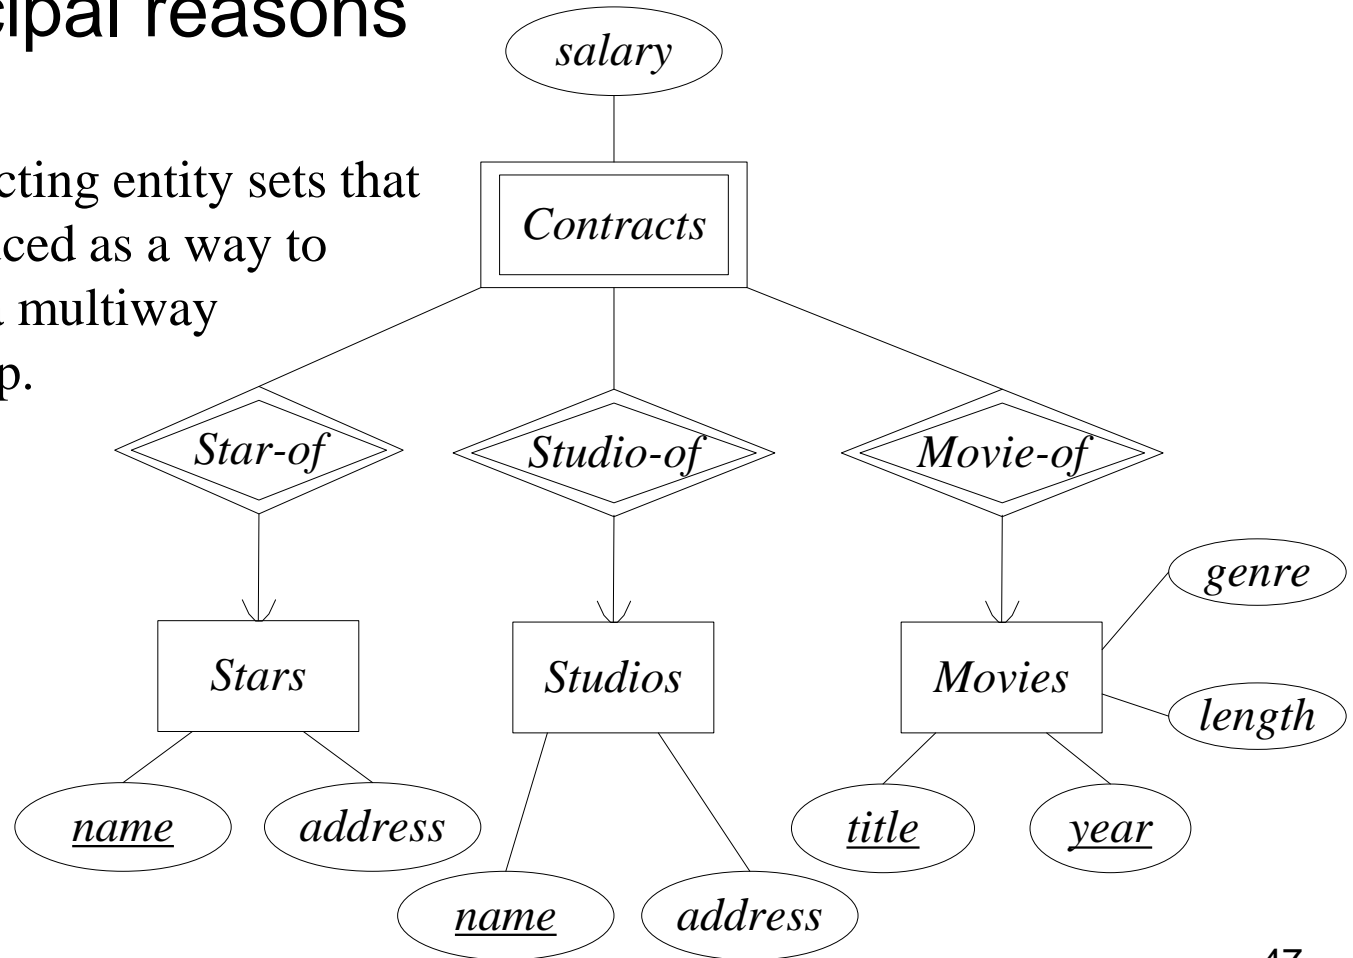 cipal reasons
cting entity sets that
ced as a way to
multiway
p.
salary
Contracts
Star-of
Studio-of
Movie-of
Stars
Studios
Movies
genre
length
name
address
name
address
title
year